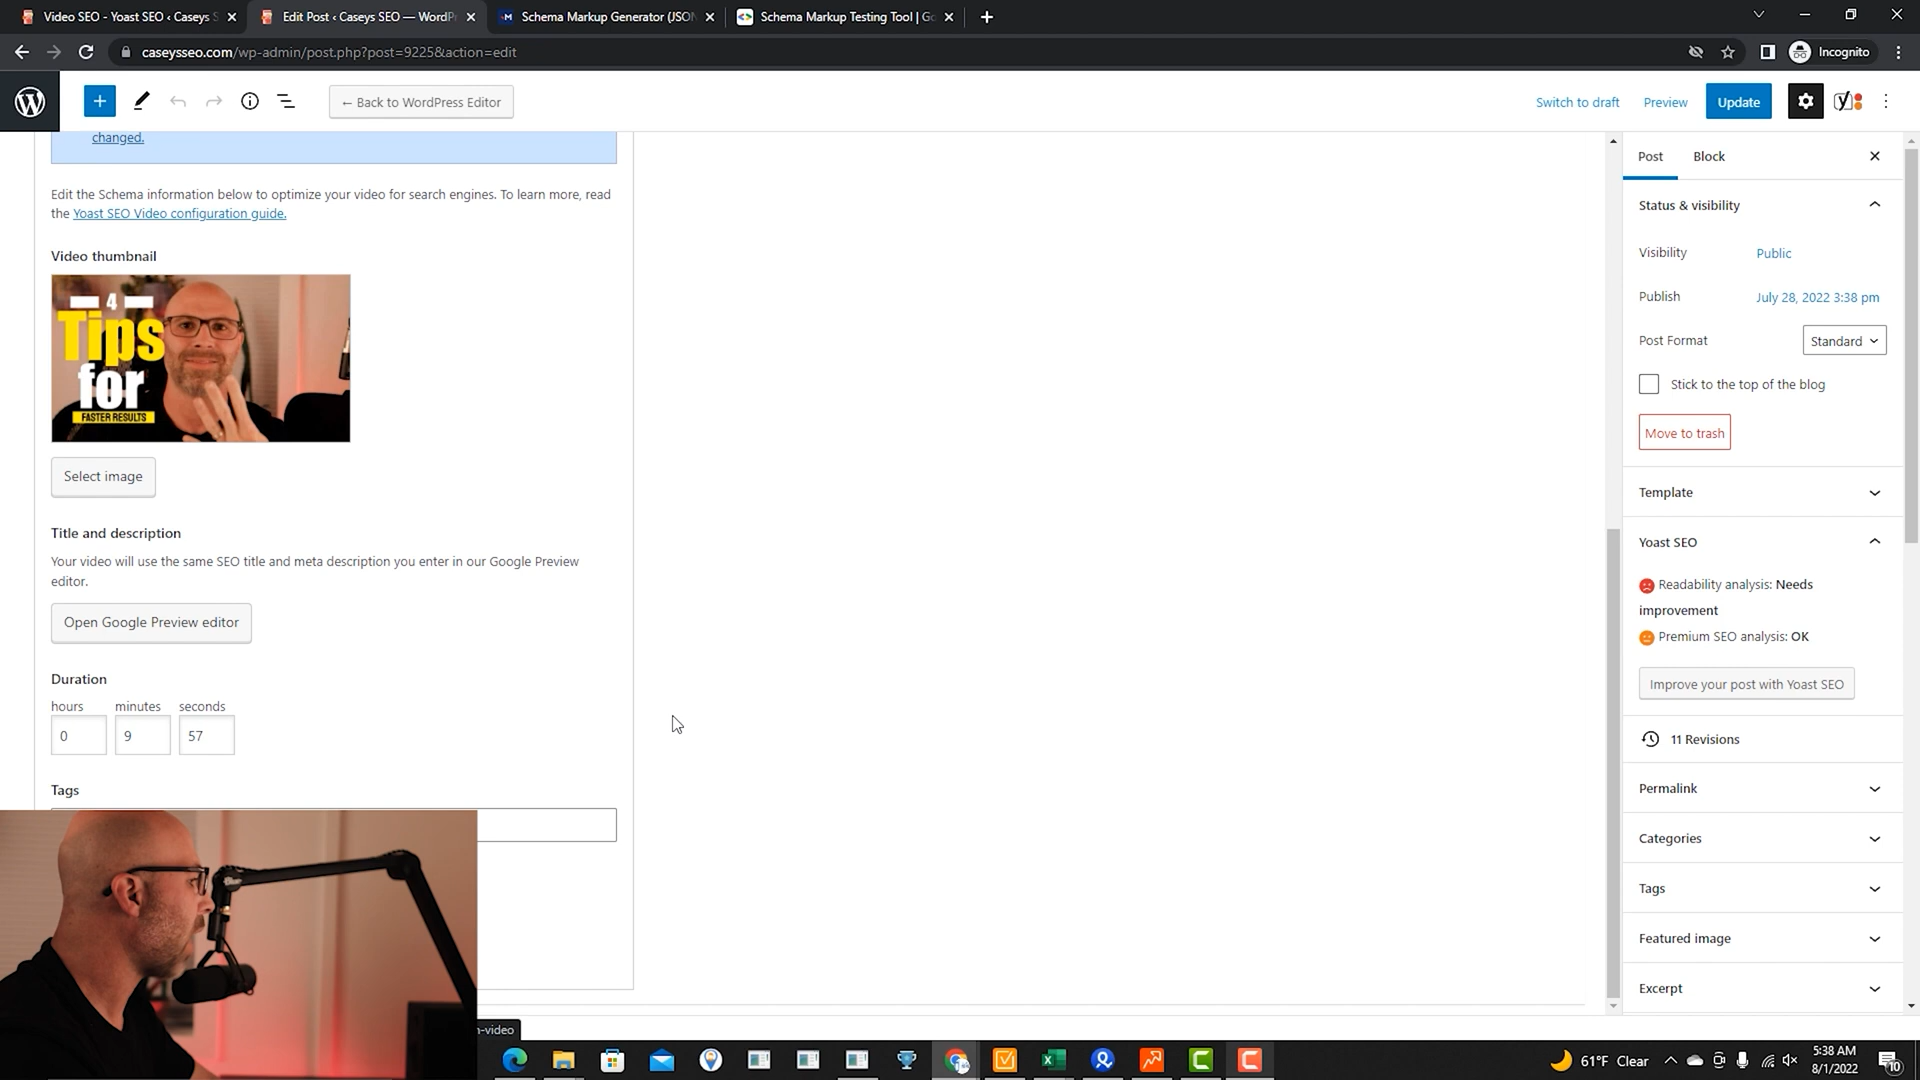 Video SEO - Yoast SEO ‹ Caseys S
Edit Post ‹ Caseys SEO — WordPr
Schema Markup Generator (JSON
Schema Markup Testing Tool | Go
caseysseo.com/wp-admin/post.php?post=9225&action=edit
Incognito
← Back to WordPress Editor
Switch to draft
Preview
Update
changed.
Edit the Schema information below to optimize your video for search engines. To learn more, read
the Yoast SEO Video configuration guide.
Video thumbnail
4
Tips
for
FASTER RESULTS
Select image
Title and description
Your video will use the same SEO title and meta description you enter in our Google Preview
editor.
Open Google Preview editor
Duration
hours minutes seconds
0 9 57
Tags
n-video
Post
Block
Status & visibility
Visibility Public
Publish July 28, 2022 3:38 pm
Post Format Standard
Stick to the top of the blog
Move to trash
Template
Yoast SEO
Readability analysis: Needs
improvement
Premium SEO analysis: OK
Improve your post with Yoast SEO
11 Revisions
Permalink
Categories
Tags
Featured image
Excerpt
61°F Clear
5:38 AM
8/1/2022
10